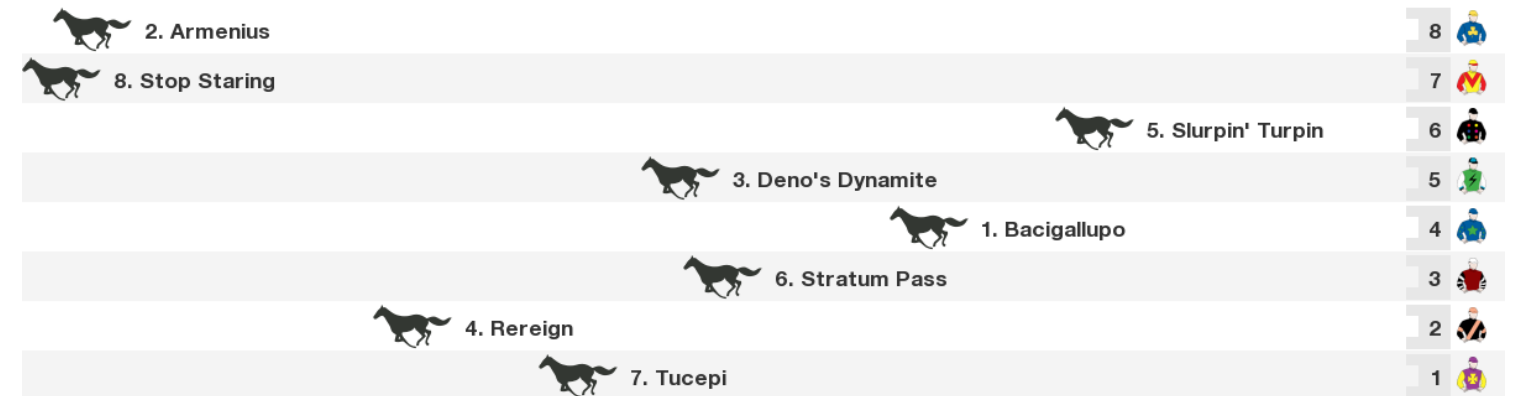 2. Armenius 8
8. Stop Staring 7
5. Slurpin' Turpin 6
3. Deno's Dynamite 5
1. Bacigallupo 4
6. Stratum Pass 3
4. Rereign 2
7. Tucepi 1